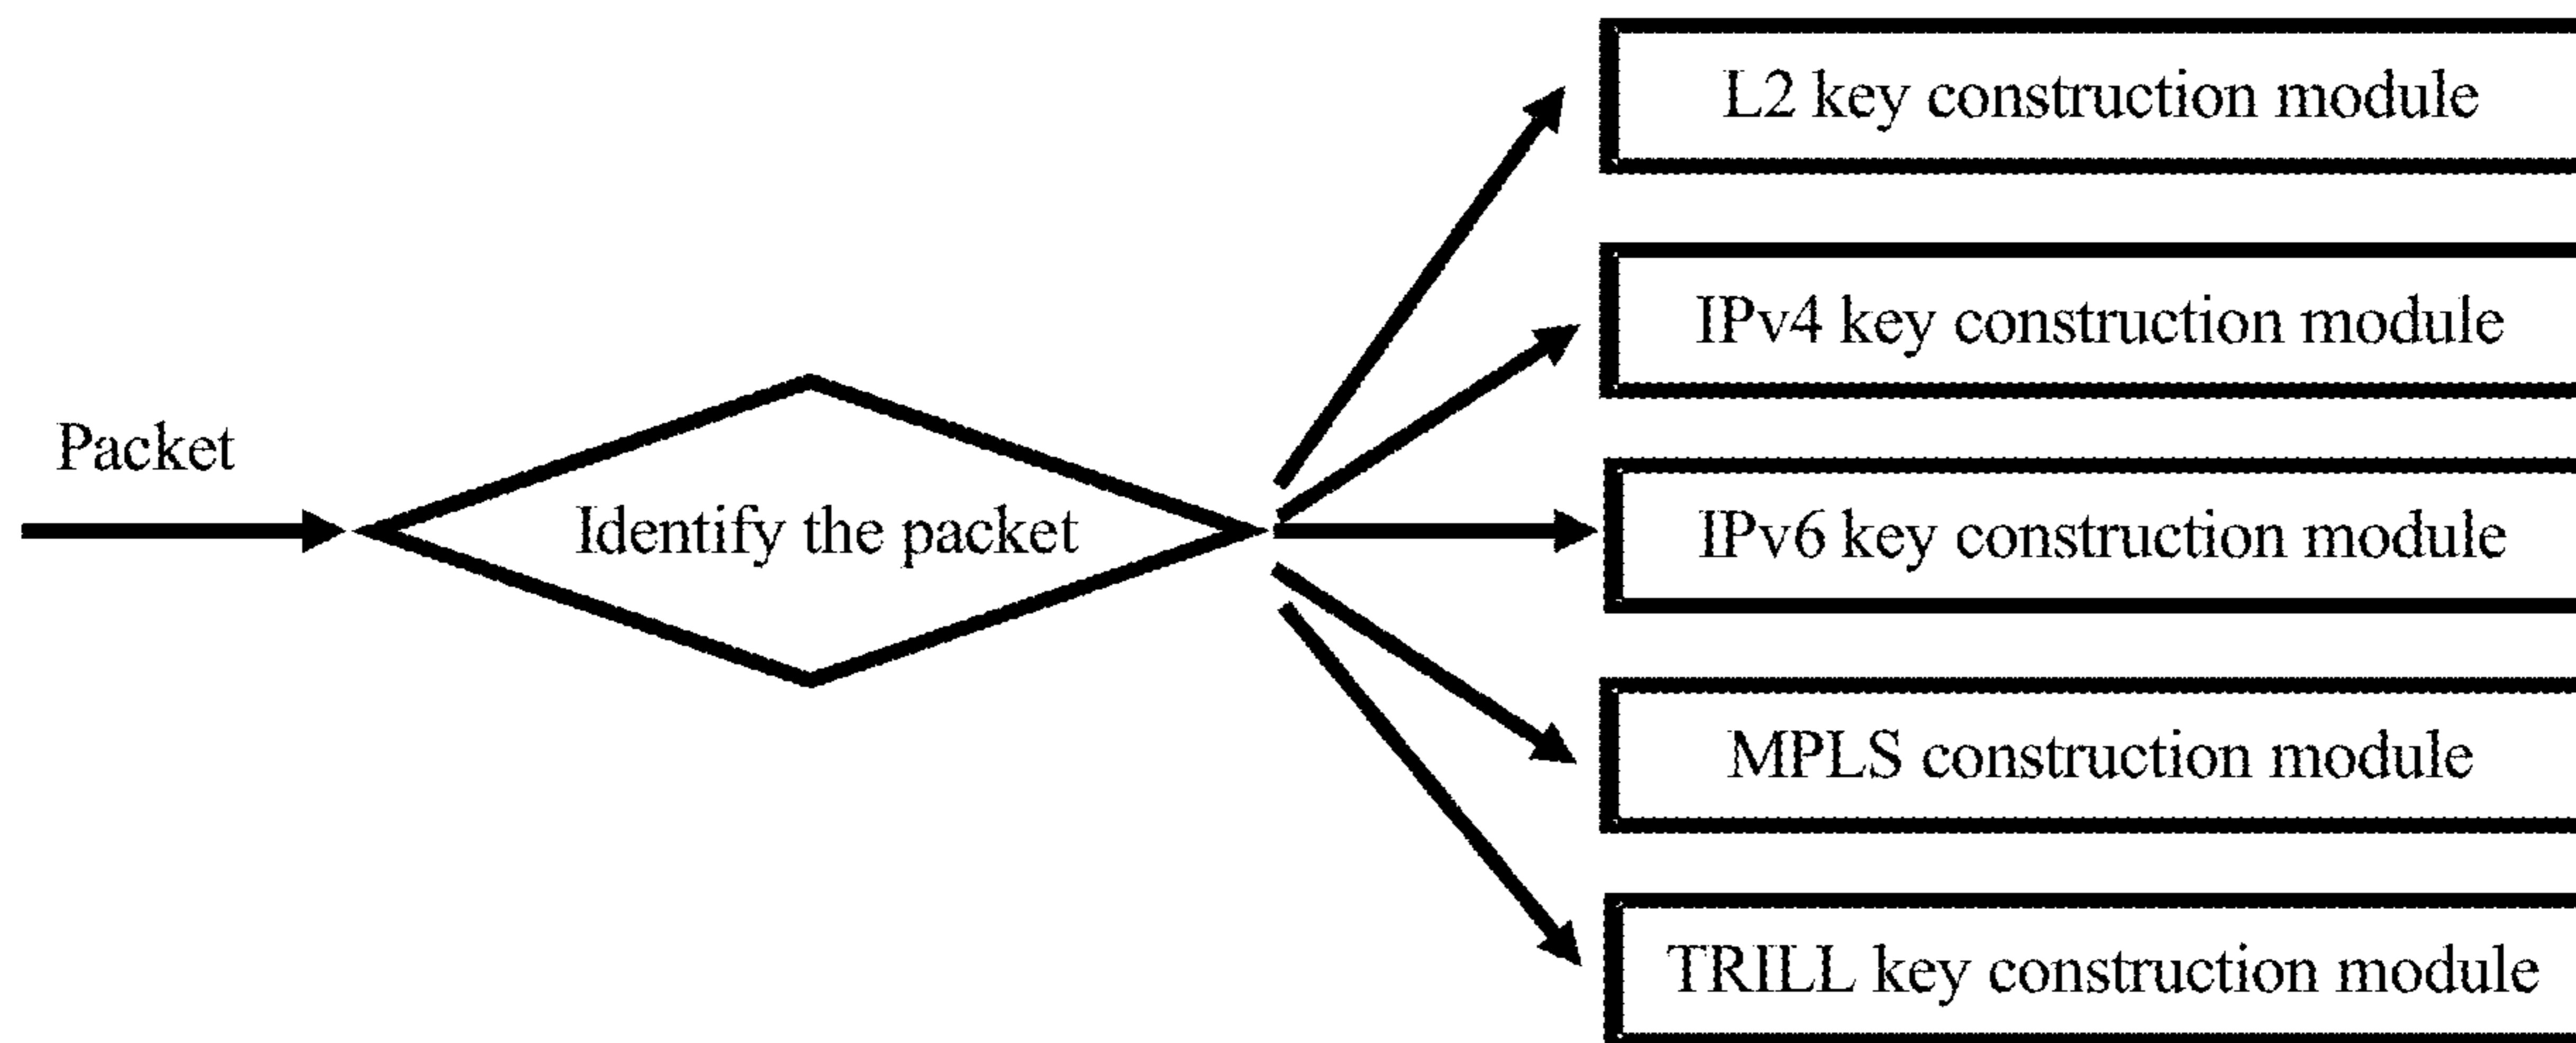 Packet
Identify the packet
L2 key construction module
IPv4 key construction module
IPv6 key construction module
MPLS construction module
TRILL key construction module